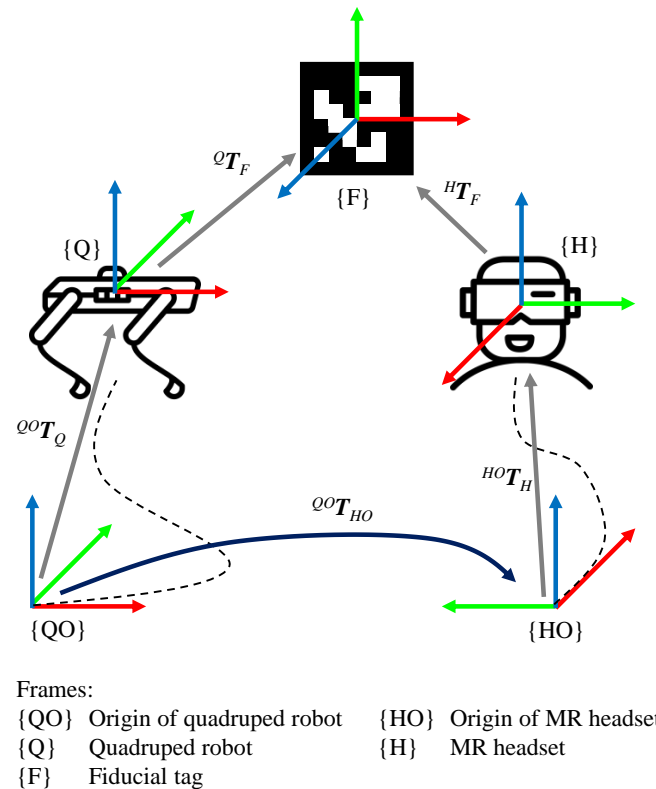 {F}
QT_F
HT_F
{Q}
{H}
QOT_Q
HOT_H
QOT_HO
{QO}
{HO}
Frames:
{QO} Origin of quadruped robot {HO} Origin of MR headset
{Q} Quadruped robot {H} MR headset
{F} Fiducial tag